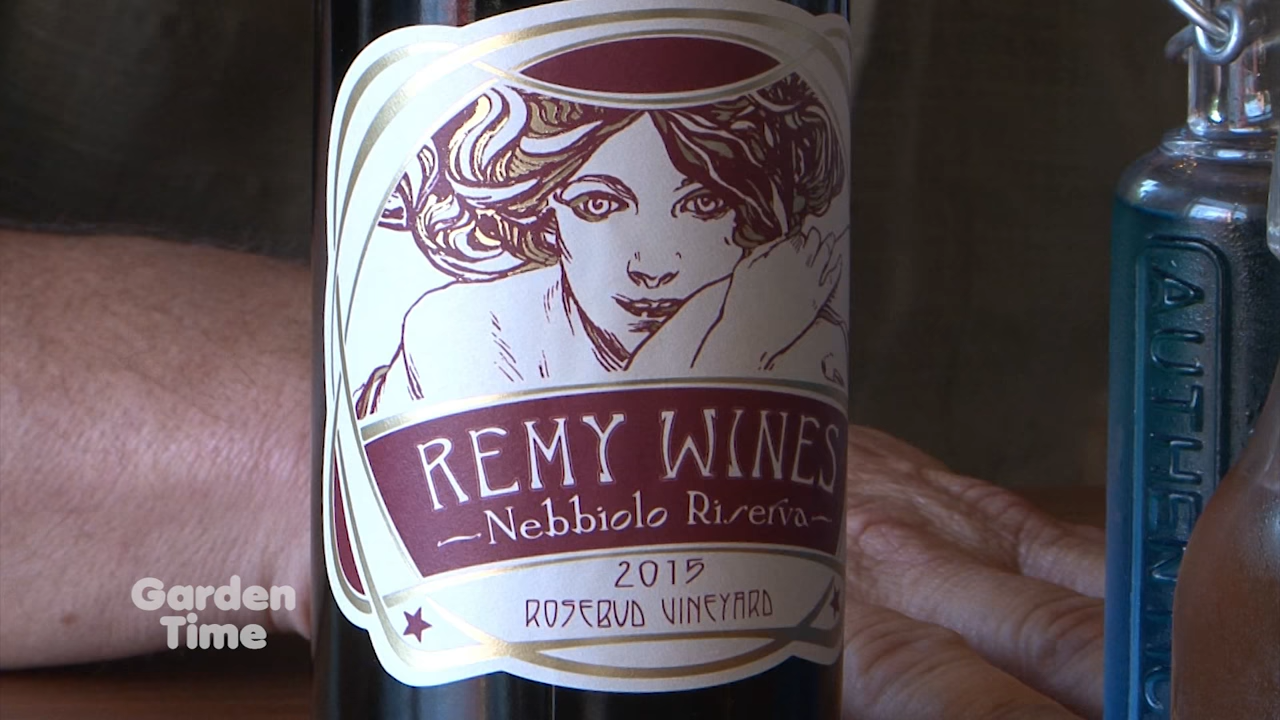 REMY WINES
Nebbiolo Riserva
2015
ROSEBUD VINEYARD
Garden
Time
AUTHENTIC